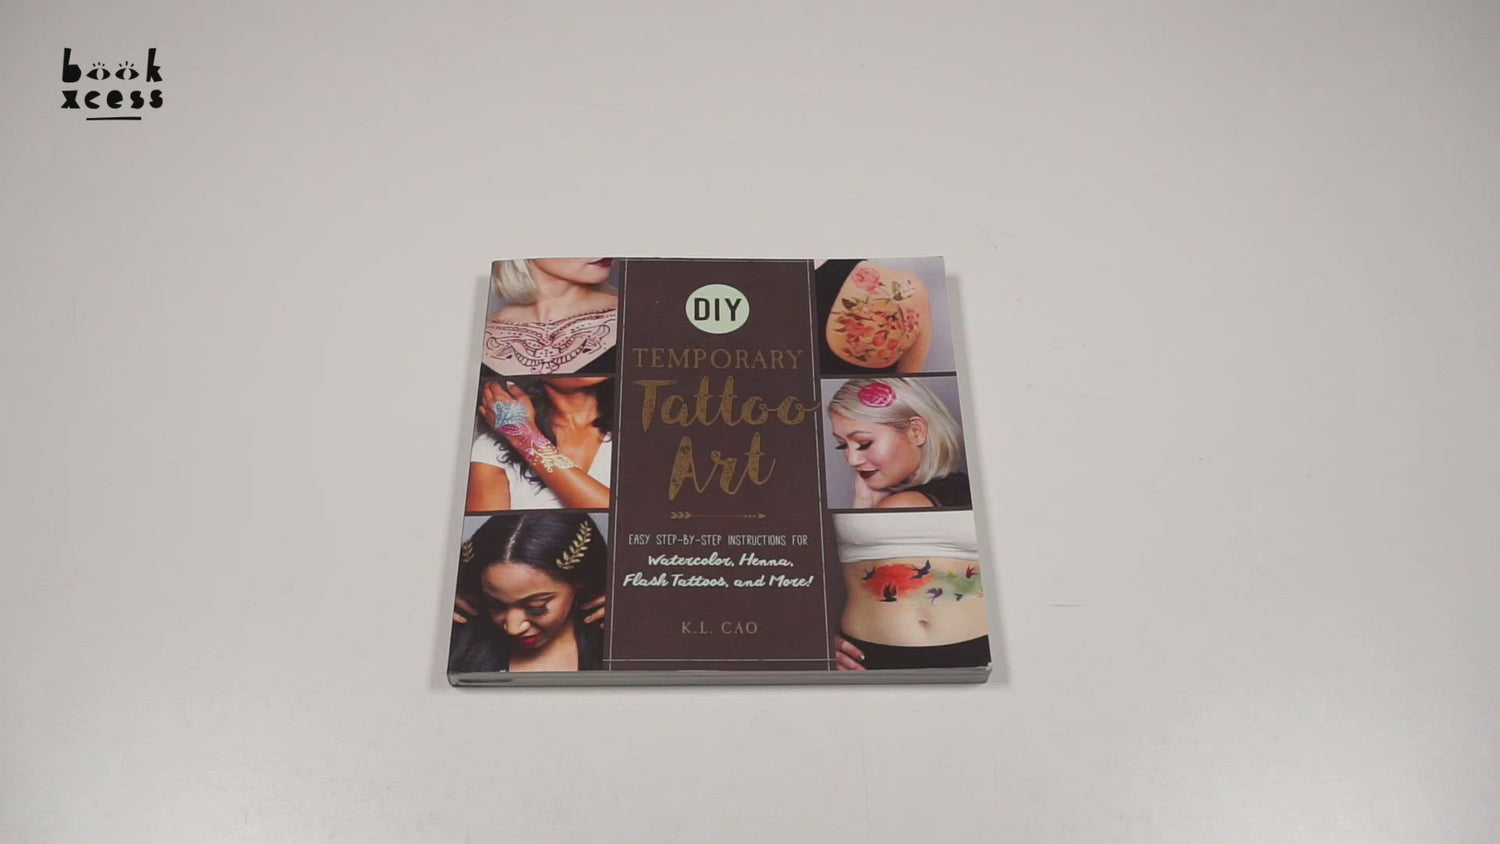 book
xcess
DIY
TEMPORARY
Tattoo
Art
EASY STEP-BY-STEP INSTRUCTIONS FOR
Watercolor, Henna,
Flash Tattoos, and More!
K.L. CAO